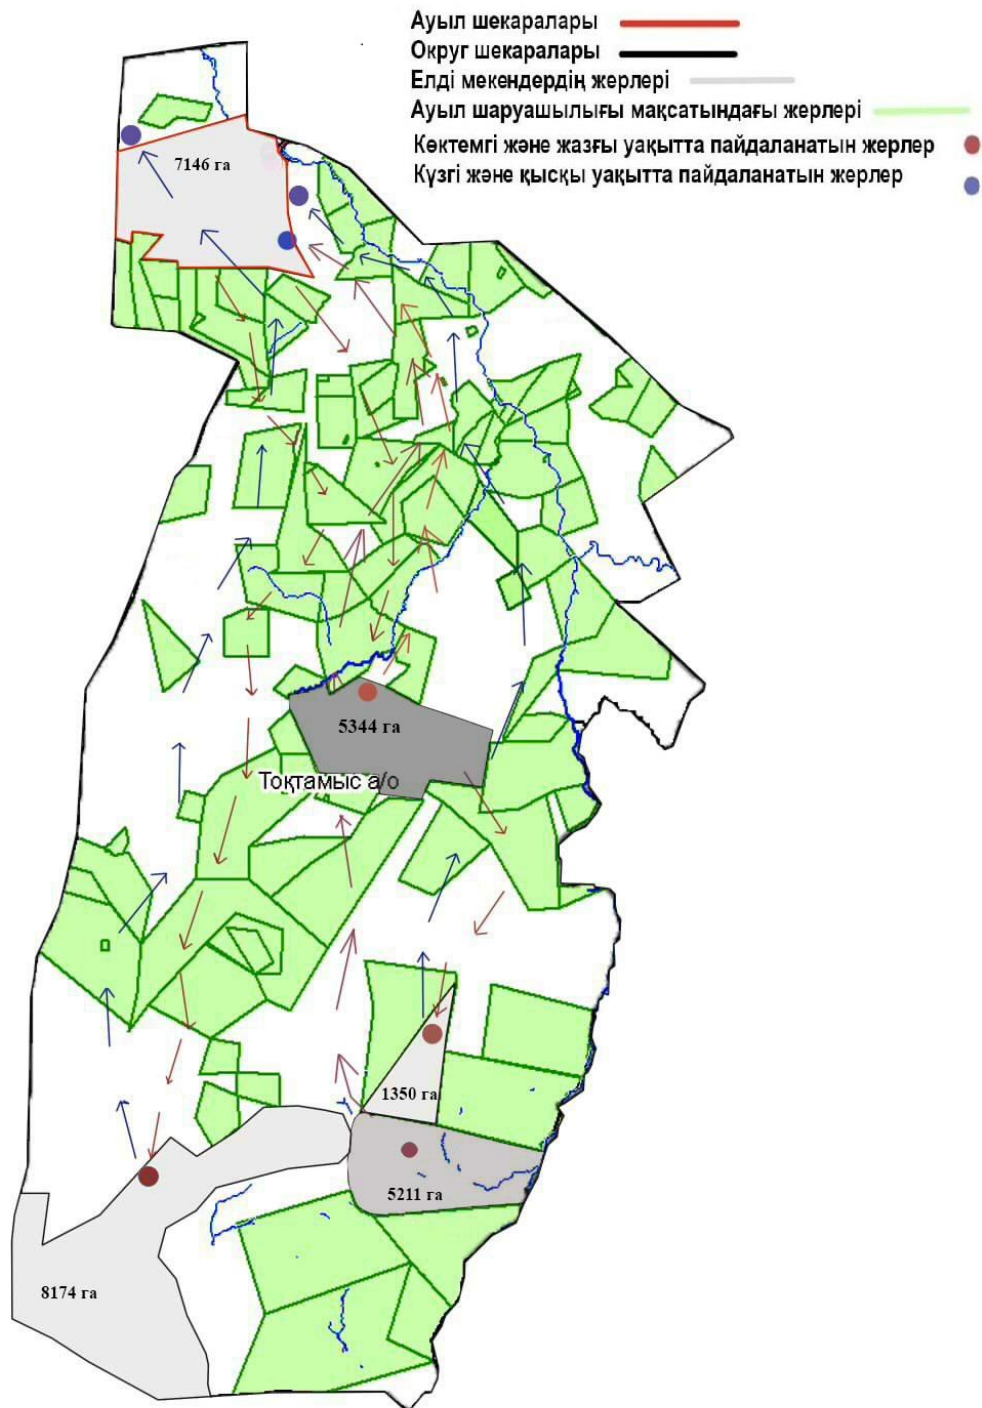 Ауыл шекаралары
Округ шекаралары
Елді мекендердің жерлері
Ауыл шаруашылығы мақсатындағы жерлері
Көктемгі және жазғы уақытта пайдаланатын жерлер
Күзгі және қысқы уақытта пайдаланатын жерлер
7146 га
5344 га
Тоқтамыс а/о
1350 га
5211 га
8174 га